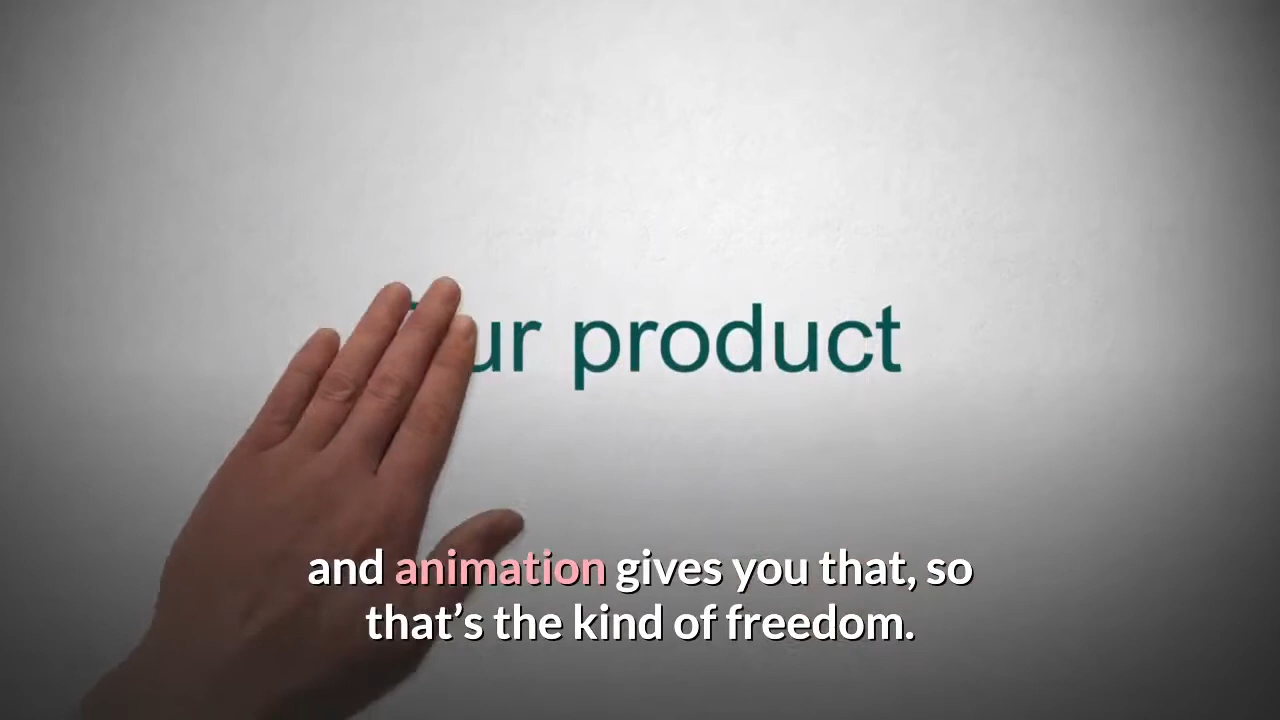 ur product
and animation gives you that, so
that’s the kind of freedom.